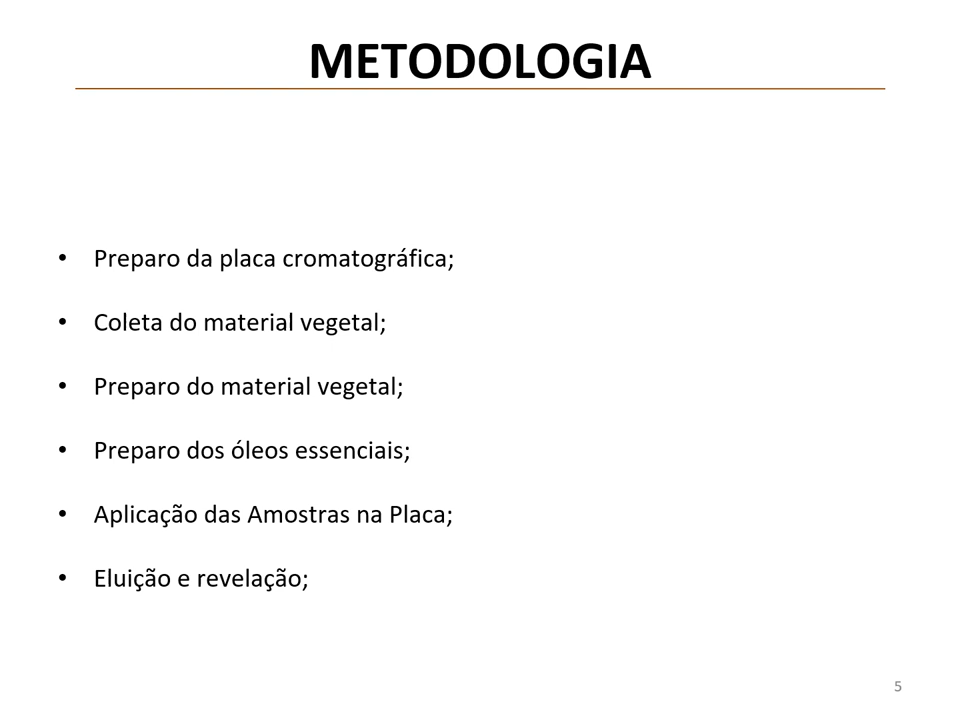 METODOLOGIA
• Preparo da placa cromatográfica;
• Coleta do material vegetal;
• Preparo do material vegetal;
• Preparo dos óleos essenciais;
• Aplicação das Amostras na Placa;
• Eluição e revelação;
5